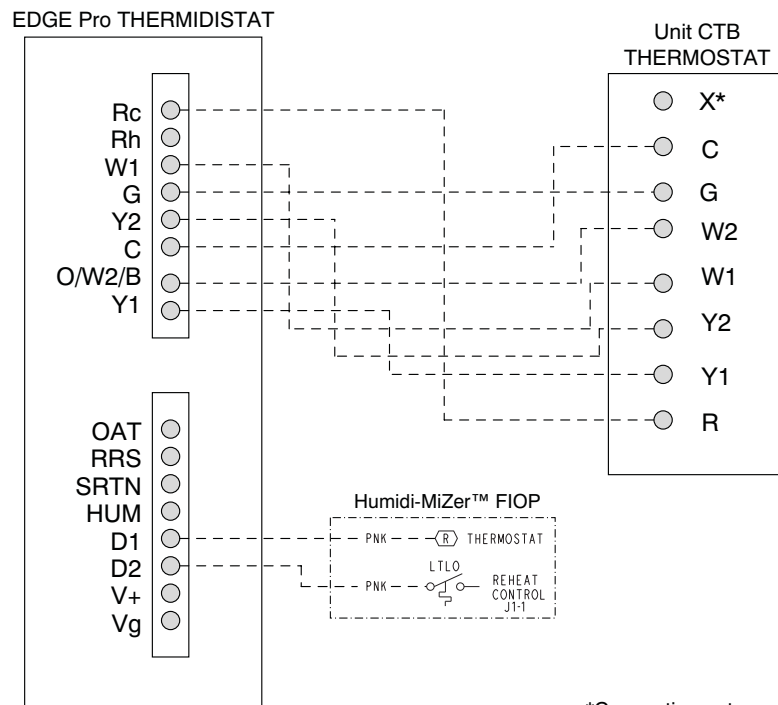 EDGE Pro THERMIDISTAT
Rc
Rh
W1
G
Y2
C
O/W2/B
Y1
OAT
RRS
SRTN
HUM
D1
D2
V+
Vg
Unit CTB
THERMOSTAT
X*
C
G
W2
W1
Y2
Y1
R
Humidi-MiZer™ FIOP
PNK R THERMOSTAT
LTLO
PNK REHEAT
CONTROL
J1-1